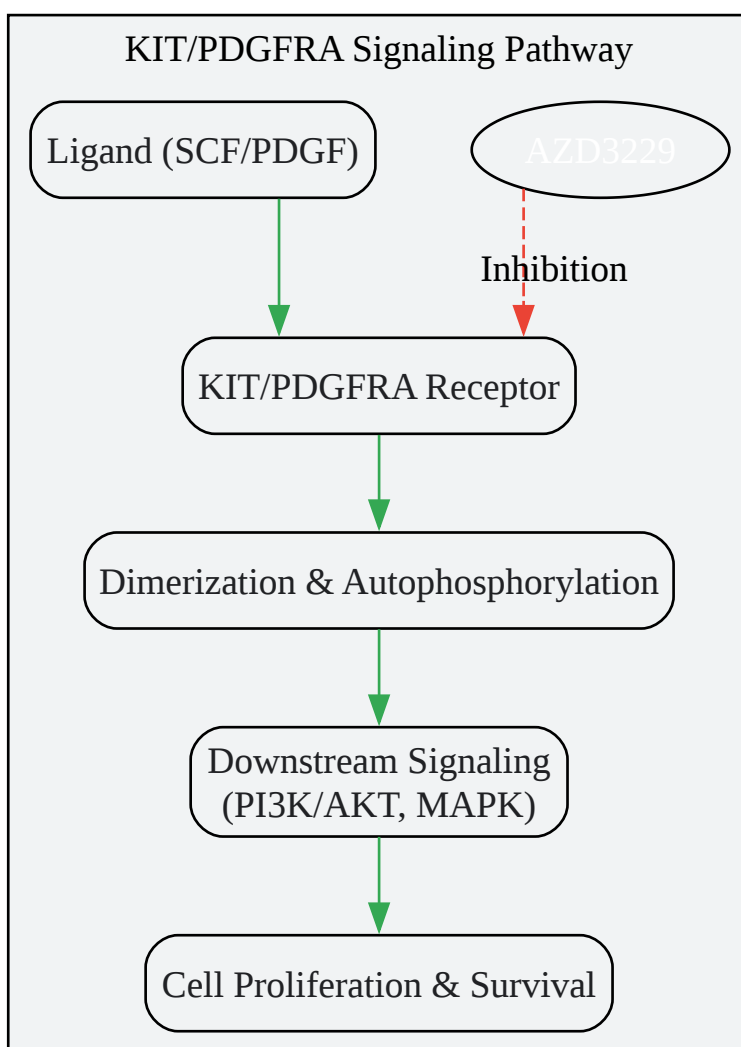 KIT/PDGFRA Signaling Pathway
Ligand (SCF/PDGF)
AZD3229
Inhibition
KIT/PDGFRA Receptor
Dimerization & Autophosphorylation
Downstream Signaling
(PI3K/AKT, MAPK)
Cell Proliferation & Survival